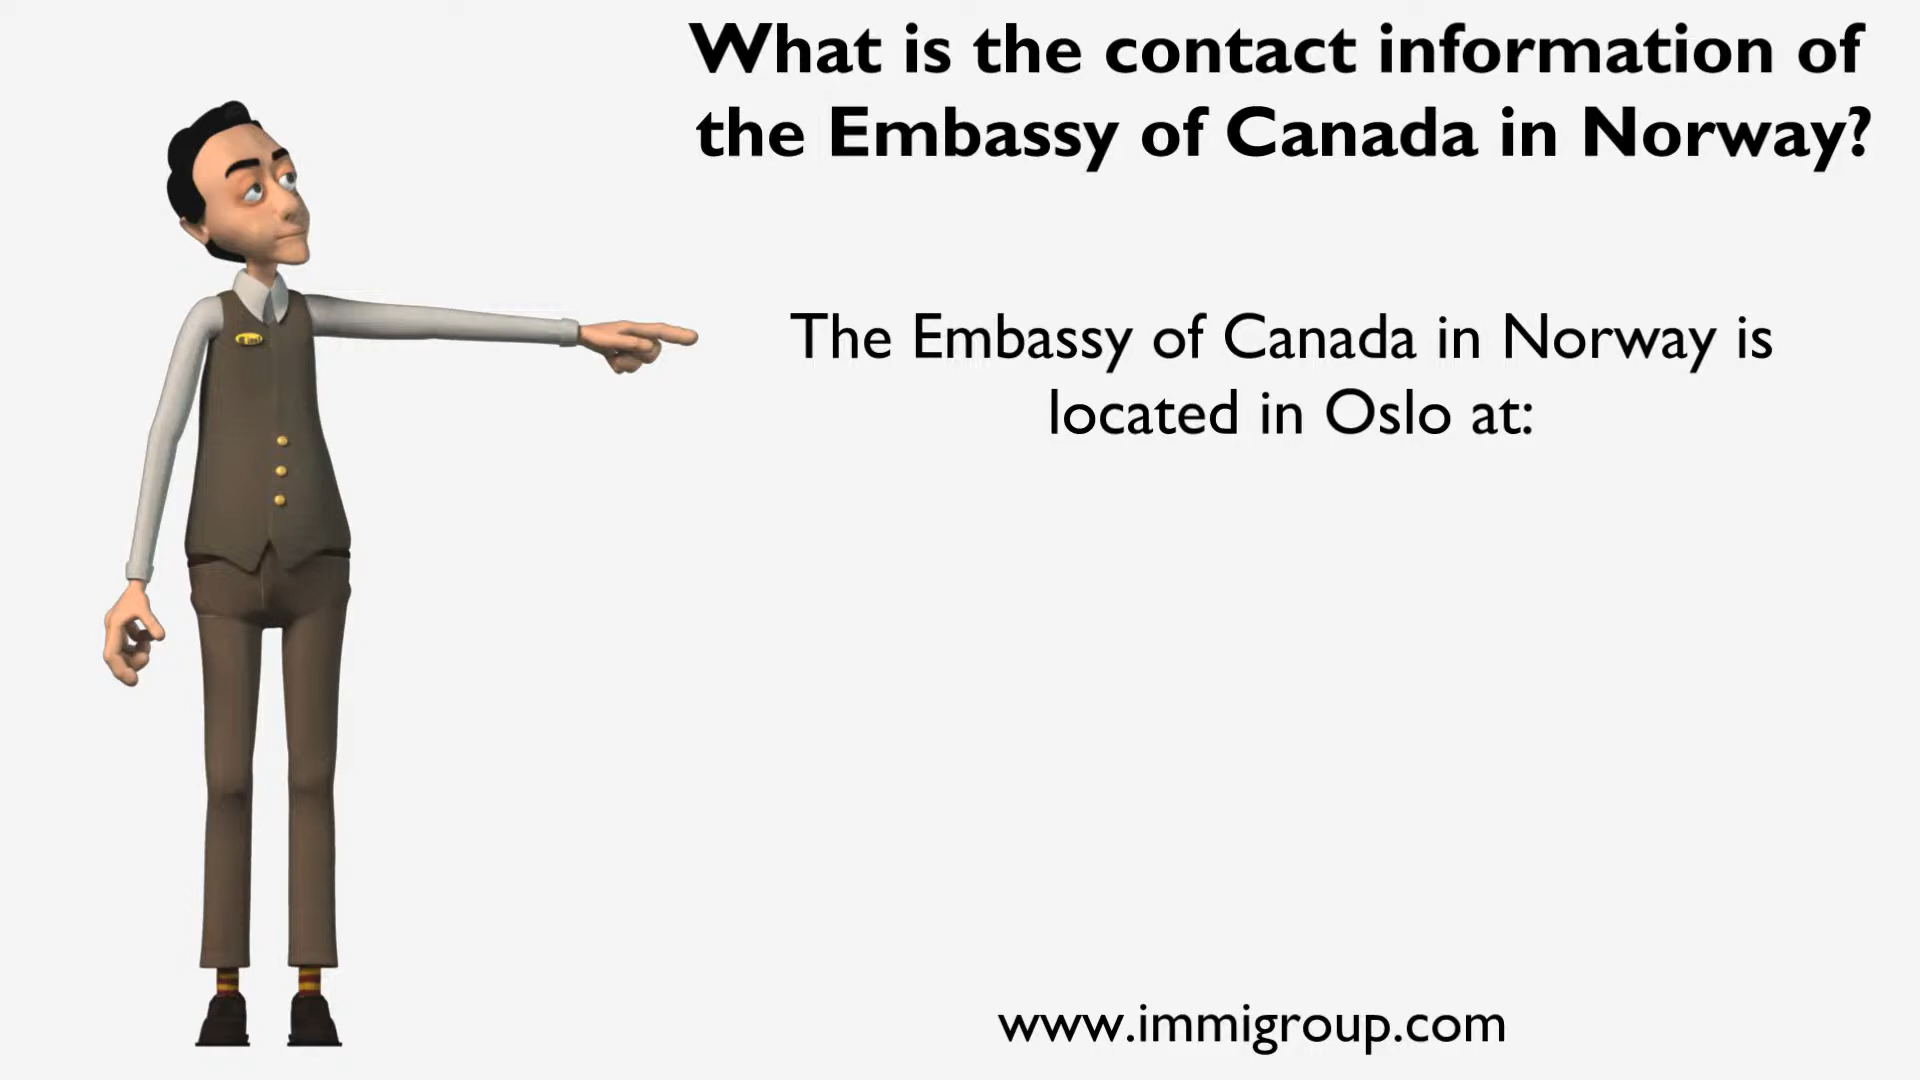 What is the contact information of
the Embassy of Canada in Norway?
The Embassy of Canada in Norway is
located in Oslo at:
www.immigroup.com